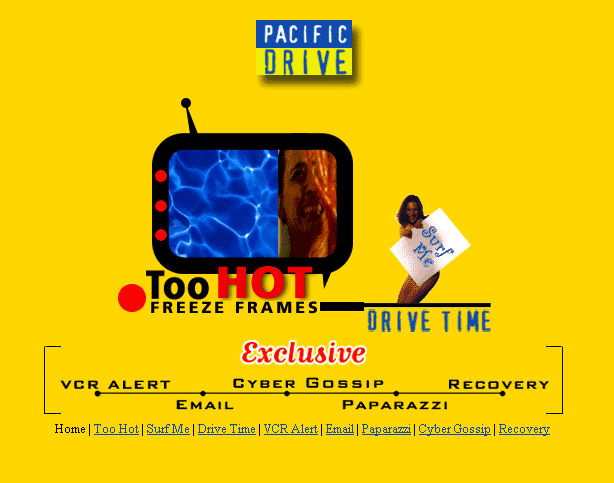 PACIFIC
DRIVE
Surf
Me
Too HOT
FREEZE FRAMES
DRIVE TIME
Exclusive
VCR ALERT
CYBER GOSSIP
RECOVERY
EMAIL
PAPARAZZI
Home | Too Hot | Surf Me | Drive Time | VCR Alert | Email | Paparazzi | Cyber Gossip | Recovery